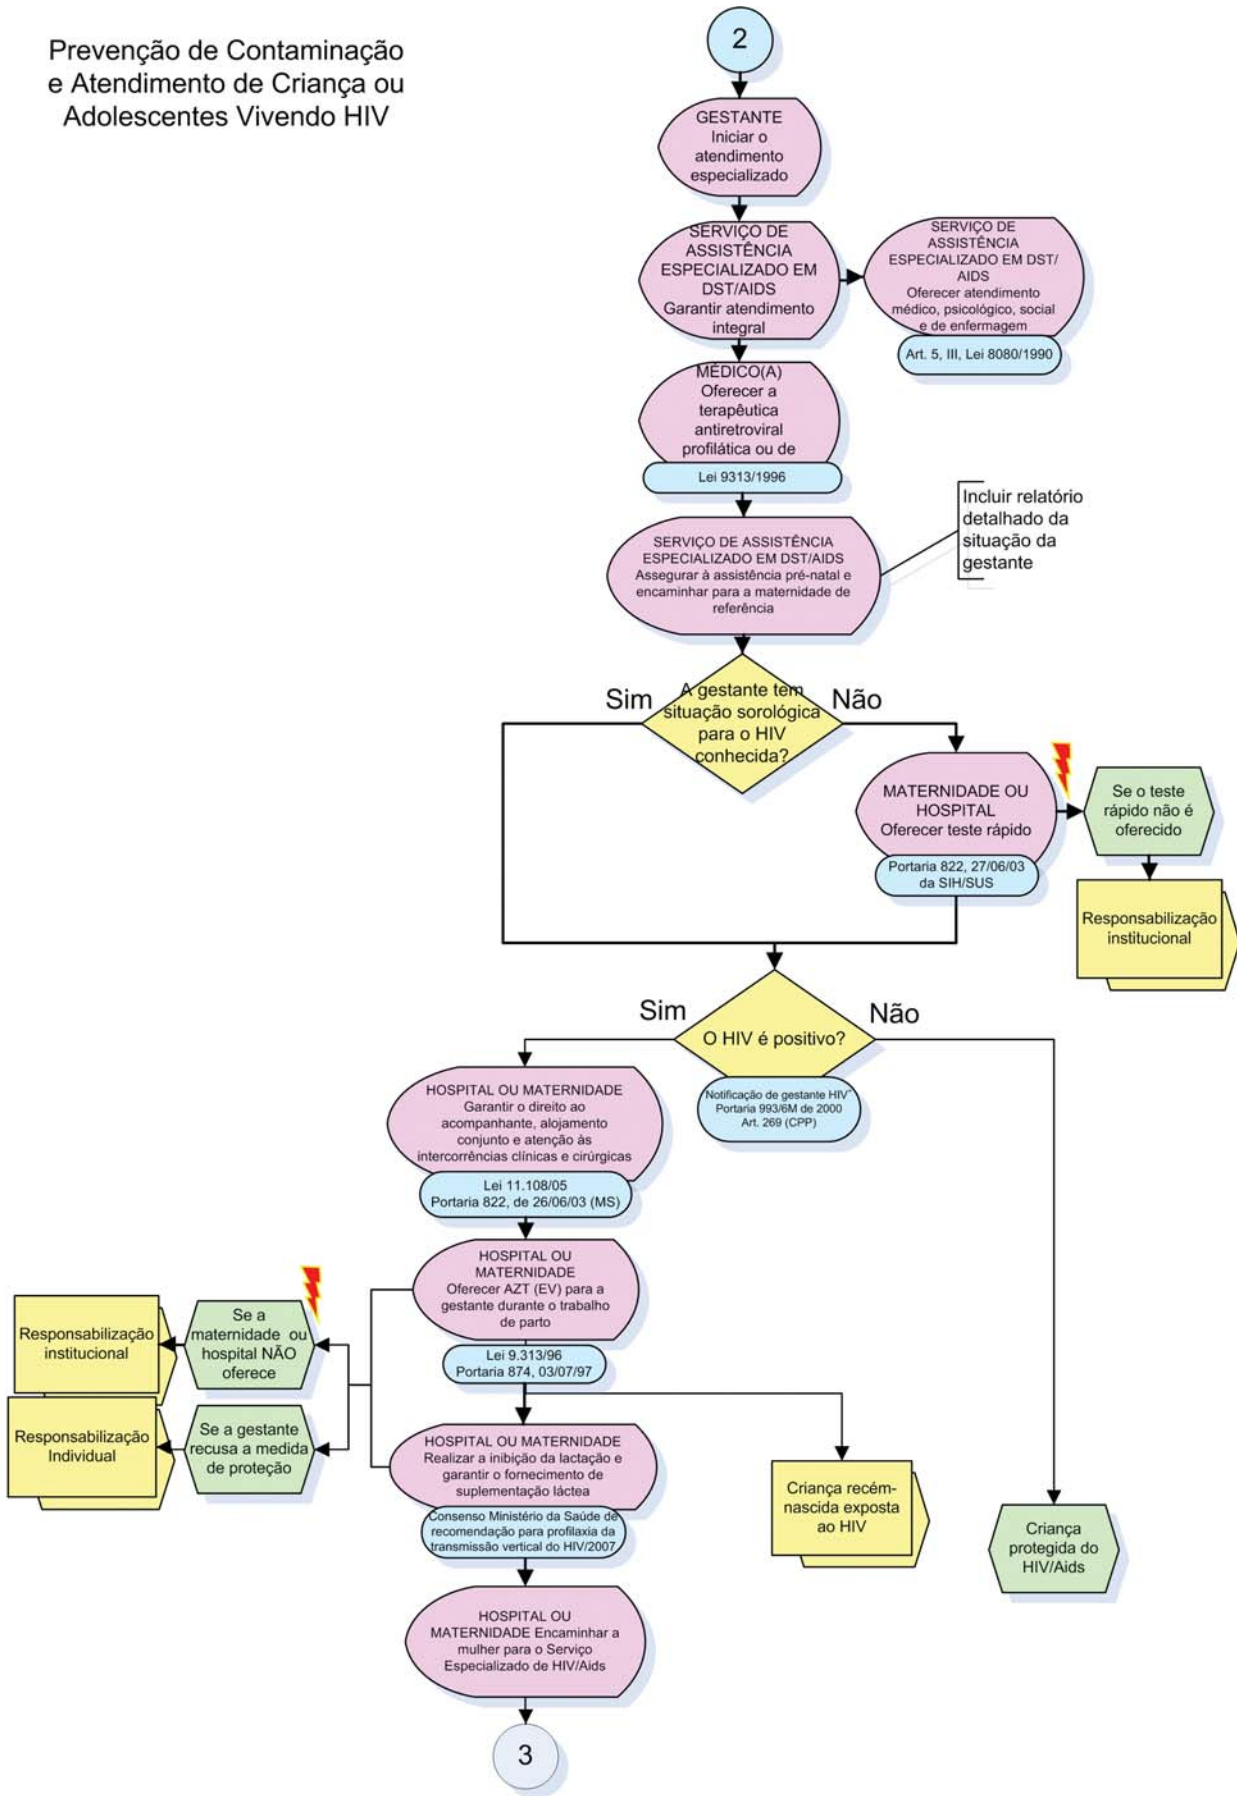 Prevenção de Contaminação
e Atendimento de Criança ou
Adolescentes Vivendo HIV
2
GESTANTE
Iniciar o
atendimento
especializado
SERVIÇO DE
ASSISTÊNCIA
ESPECIALIZADO EM
DST/AIDS
Garantir atendimento
integral
SERVIÇO DE
ASSISTÊNCIA
ESPECIALIZADO EM DST/
AIDS
Oferecer atendimento
médico, psicológico, social
e de enfermagem
Art. 5, III, Lei 8080/1990
MÉDICO(A)
Oferecer a
terapêutica
antiretroviral
profilática ou de
Lei 9313/1996
SERVIÇO DE ASSISTÊNCIA
ESPECIALIZADO EM DST/AIDS
Assegurar à assistência pré-natal e
encaminhar para a maternidade de
referência
Incluir relatório
detalhado da
situação da
gestante
Sim
A gestante tem
situação sorológica
para o HIV
conhecida?
Não
MATERNIDADE OU
HOSPITAL
Oferecer teste rápido
Portaria 822, 27/06/03
da SIH/SUS
Se o teste
rápido não é
oferecido
Responsabilização
institucional
Sim
O HIV é positivo?
Não
Notificação de gestante HIV+
Portaria 993/6M de 2000
Art. 269 (CPP)
HOSPITAL OU MATERNIDADE
Garantir o direito ao
acompanhante, alojamento
conjunto e atenção às
intercorrências clínicas e cirúrgicas
Lei 11.108/05
Portaria 822, de 26/06/03 (MS)
HOSPITAL OU
MATERNIDADE
Oferecer AZT (EV) para a
gestante durante o trabalho
de parto
Lei 9.313/96
Portaria 874, 03/07/97
Se a
maternidade ou
hospital NÃO
oferece
Responsabilização
institucional
Se a gestante
recusa a medida
de proteção
Responsabilização
Individual
HOSPITAL OU MATERNIDADE
Realizar a inibição da lactação e
garantir o fornecimento de
suplementação láctea
Consenso Ministério da Saúde de
recomendação para profilaxia da
transmissão vertical do HIV/2007
Criança recém-
nascida exposta
ao HIV
Criança
protegida do
HIV/Aids
HOSPITAL OU
MATERNIDADE Encaminhar a
mulher para o Serviço
Especializado de HIV/Aids
3